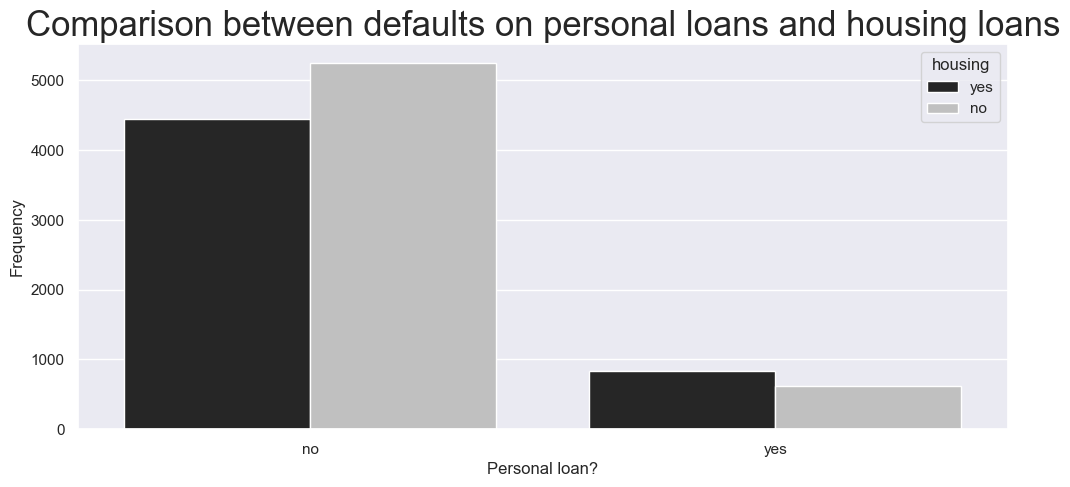 Comparison between defaults on personal loans and housing loans
housing
yes
no
5000
4000
3000
2000
1000
0
Frequency
no
yes
Personal loan?